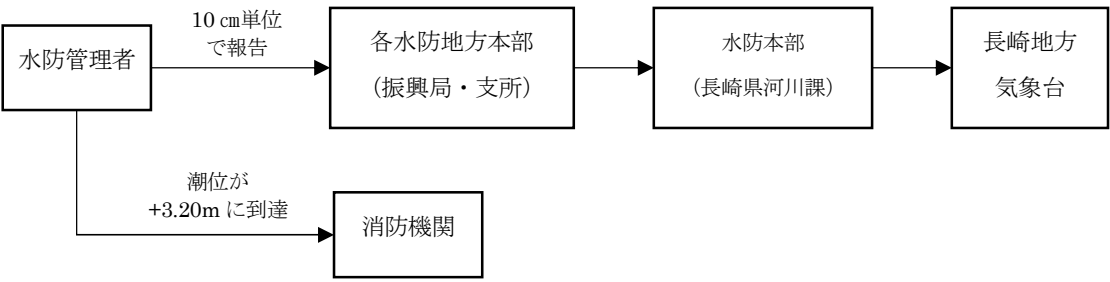 10 ㎝単位
で報告
水防管理者
各水防地方本部
（振興局・支所）
水防本部
（長崎県河川課）
長崎地方
気象台
潮位が
+3.20m に到達
消防機関